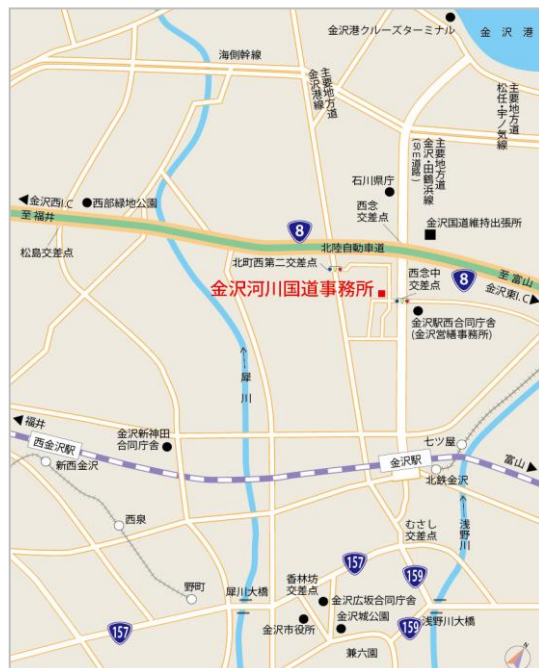 金沢港クルーズターミナル
金沢港
海側幹線
主要地方道
金沢港線
主要地方道
松任・宇ノ気線
主要地方道
金沢・田鶴浜線
(50m道路)
石川県庁
西念
交差点
金沢国道維持出張所
金沢西I.C
至福井
西部緑地公園
松島交差点
8
北陸自動車道
北町西第二交差点
西念中
交差点
8
至富山
金沢東I.C
金沢河川国道事務所
金沢駅西合同庁舎
(金沢営繕事務所)
犀川
福井
西金沢駅
新西金沢
金沢新神田
合同庁舎
七ツ屋
金沢駅
北鉄金沢
富山
西泉
むさし
交差点
浅野川
野町
犀川大橋
香林坊
交差点
157
159
金沢広坂合同庁舎
157
金沢市役所
金沢城公園
159
浅野川大橋
兼六園
N